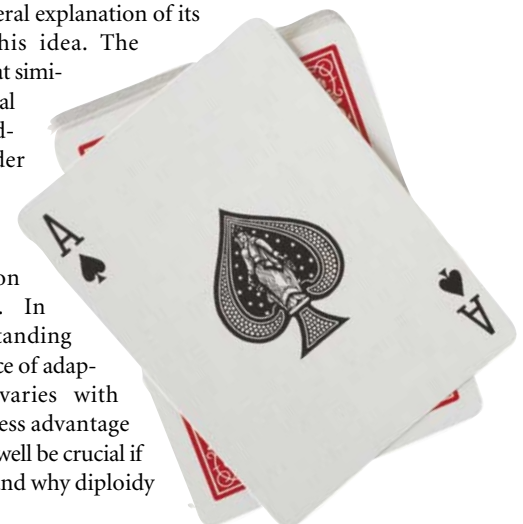 eral explanation of its
his idea. The
at simi-
al
d-
der
A
on
. In
tanding
ce of adap-
varies with
ess advantage
well be crucial if
nd why diploidy
A